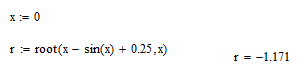 x := 0
r := root(x − sin(x) + 0.25,x)
r = −1.171